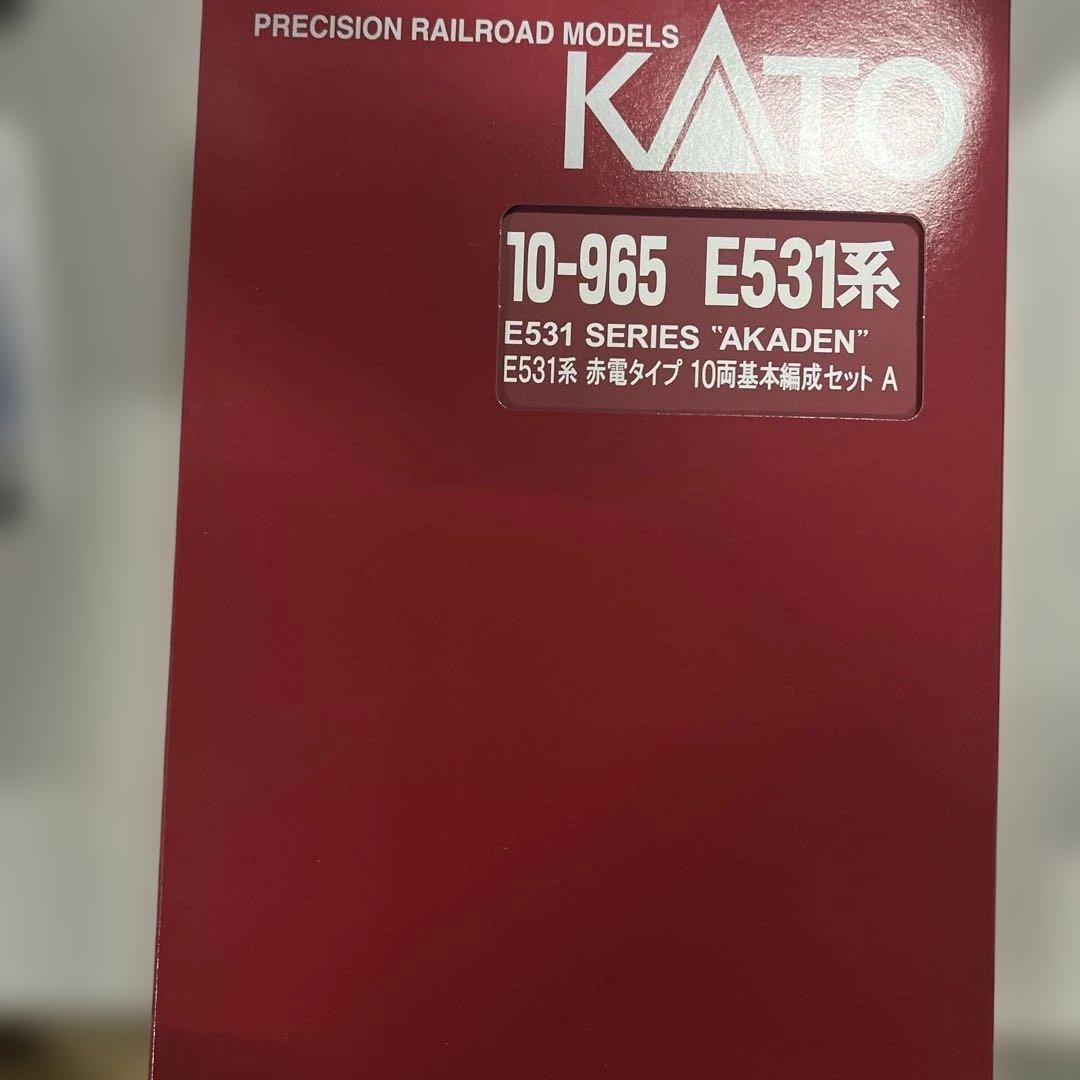 PRECISION RAILROAD MODELS
KATO
10-965 E531系
E531 SERIES “AKADEN”
E531系 赤電タイプ 10両基本編成セット A